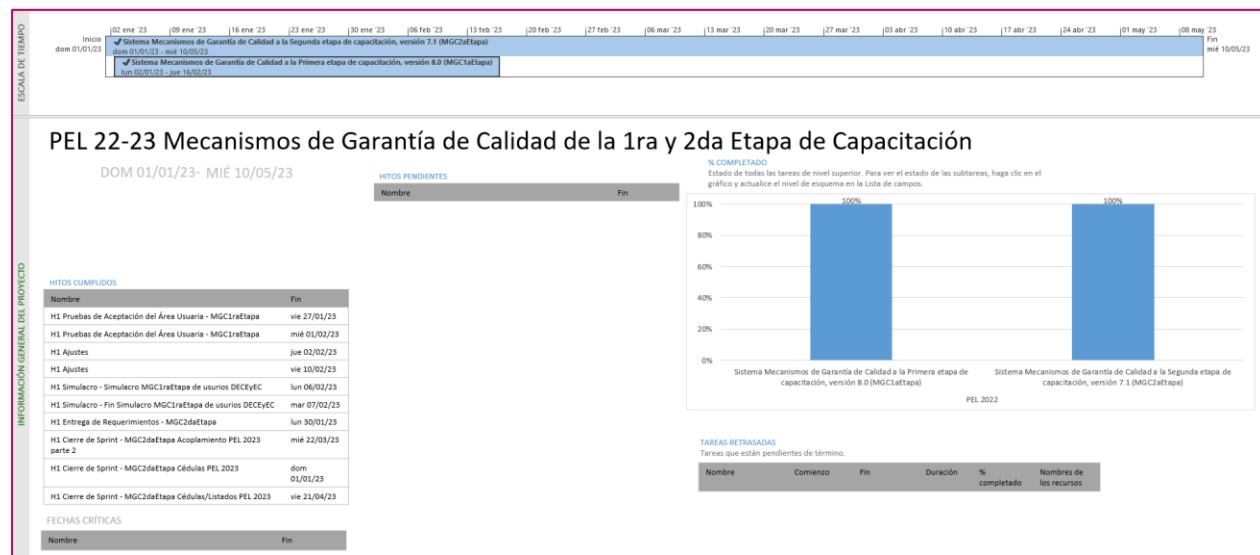 ESCALA DE TIEMPO
02 ene '23 09 ene '23 16 ene '23 23 ene '23 30 ene '23 06 feb '23 13 feb '23 20 feb '23 27 feb '23 06 mar '23 13 mar '23 20 mar '23 27 mar '23 03 abr '23 10 abr '23 17 abr '23 24 abr '23 01 may '23 08 may '23
Inicio
dom 01/01/23
Sistema Mecanismos de Garantía de Calidad a la Segunda etapa de capacitación, versión 7.1 (MGC2aEtapa)
dom 01/01/23 - mié 10/05/23
Sistema Mecanismos de Garantía de Calidad a la Primera etapa de capacitación, versión 8.0 (MGC1aEtapa)
lun 02/01/23 - jue 16/02/23
Fin
mié 10/05/23
INFORMACIÓN GENERAL DEL PROYECTO
PEL 22-23 Mecanismos de Garantía de Calidad de la 1ra y 2da Etapa de Capacitación
DOM 01/01/23- MIÉ 10/05/23
HITOS PENDIENTES
Nombre Fin
% COMPLETADO
Estado de todas las tareas de nivel superior. Para ver el estado de las subtareas, haga clic en el
gráfico y actualice el nivel de esquema en la Lista de campos.
100% 100%
100%
80%
60%
40%
20%
0%
Sistema Mecanismos de Garantía de Calidad a la Primera etapa de
capacitación, versión 8.0 (MGC1aEtapa)
Sistema Mecanismos de Garantía de Calidad a la Segunda etapa de
capacitación, versión 7.1 (MGC2aEtapa)
PEL 2022
HITOS CUMPLIDOS
Nombre Fin
H1 Pruebas de Aceptación del Área Usuaria - MGC1raEtapa vie 27/01/23
H1 Pruebas de Aceptación del Área Usuaria - MGC1raEtapa mié 01/02/23
H1 Ajustes jue 02/02/23
H1 Ajustes vie 10/02/23
H1 Simulacro - Simulacro MGC1raEtapa de usurios DECEyEC lun 06/02/23
H1 Simulacro - Fin Simulacro MGC1raEtapa de usurios DECEyEC mar 07/02/23
H1 Entrega de Requerimientos - MGC2daEtapa lun 30/01/23
H1 Cierre de Sprint - MGC2daEtapa Acoplamiento PEL 2023 mié 22/03/23
parte 2
H1 Cierre de Sprint - MGC2daEtapa Cédulas PEL 2023 dom
01/01/23
H1 Cierre de Sprint - MGC2daEtapa Cédulas/Listados PEL 2023 vie 21/04/23
FECHAS CRÍTICAS
Nombre Fin
TAREAS RETRASADAS
Tareas que están pendientes de término.
Nombre Comienzo Fin Duración % Nombres de
completado los recursos